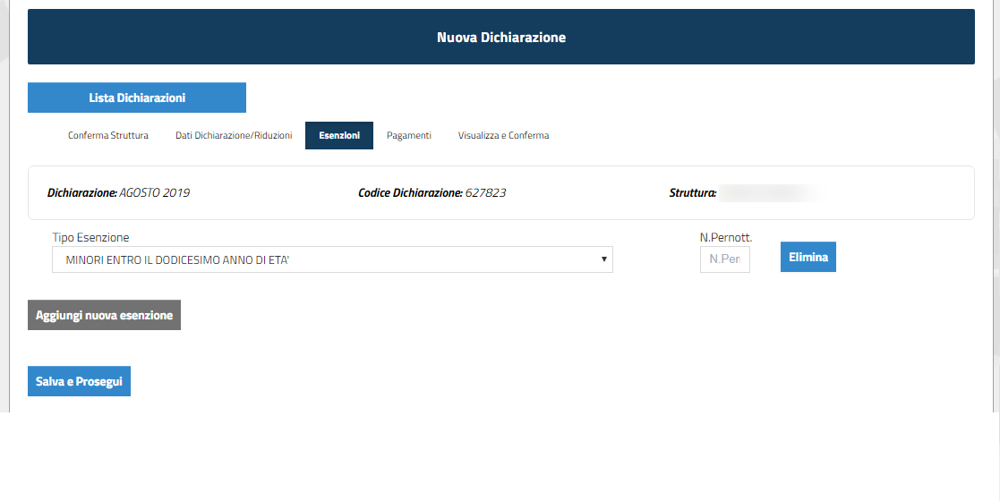 Nuova Dichiarazione
Lista Dichiarazioni
Conferma Struttura Dati Dichiarazione/Riduzioni Esenzioni Pagamenti Visualizza e Conferma
Dichiarazione: AGOSTO 2019 Codice Dichiarazione: 627823 Struttura:
Tipo Esenzione N.Pernott.
MINORI ENTRO IL DODICESIMO ANNO DI ETA' N.Per Elimina
Aggiungi nuova esenzione
Salva e Prosegui